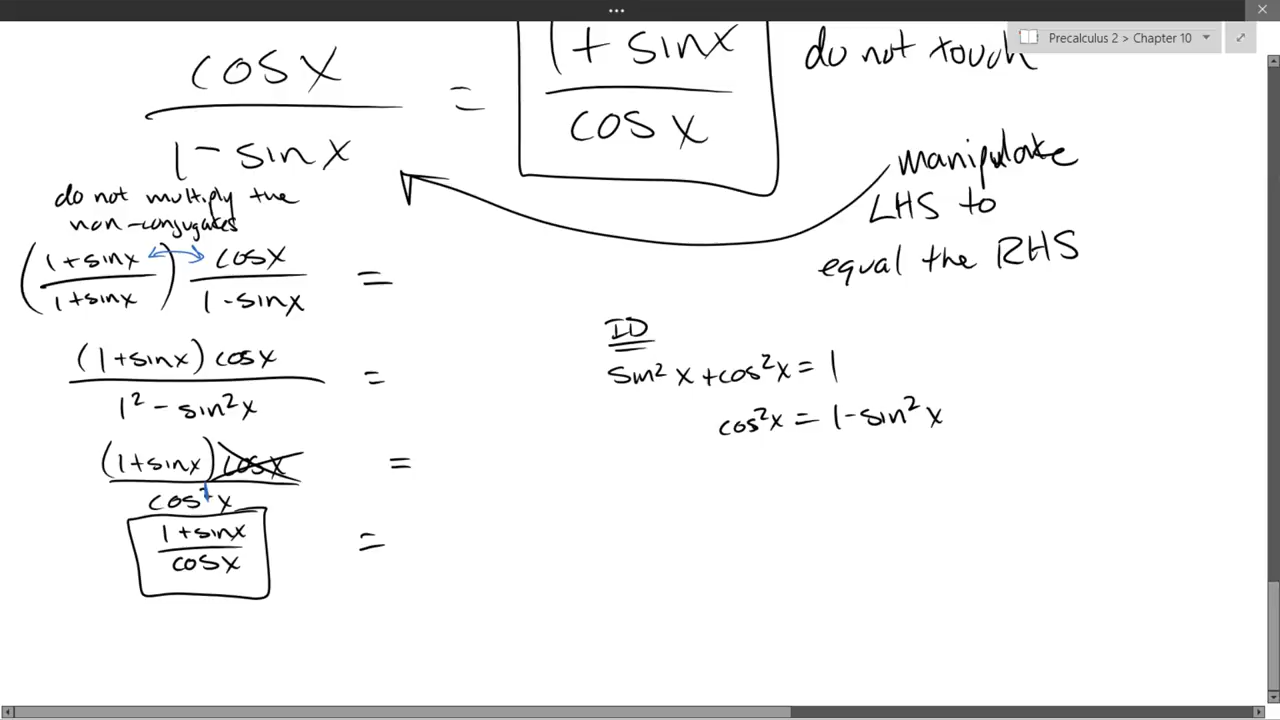 Precalculus 2 > Chapter 10
cos x / 1 - sin x = 1 + sin x / cos x
do not touch
manipulate
LHS to
equal the RHS
do not multiply the
non-conjugates
(1+sinx / 1+sinx) cosx / 1-sinx =
(1+sinx) cosx / 1² - sin²x =
(1+sinx) cosx / cos²x =
1+sinx / cosx =
ID
sin²x + cos²x = 1
cos²x = 1-sin²x